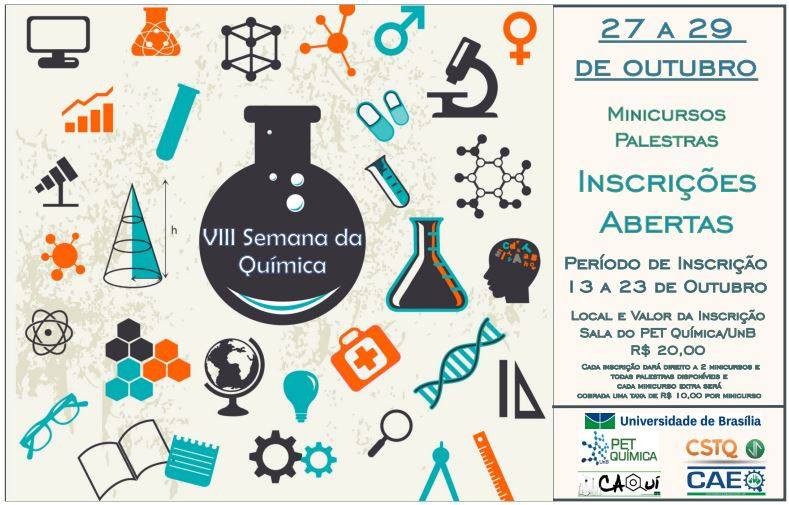 VIII Semana da
Química
h
27 A 29
DE OUTUBRO
MINICURSOS
PALESTRAS
INSCRIÇÕES
ABERTAS
PERÍODO DE INSCRIÇÃO
13 A 23 DE OUTUBRO
LOCAL E VALOR DA INSCRIÇÃO
SALA DO PET QUÍMICA/UNB
R$ 20,00
CADA INSCRIÇÃO DARÁ DIREITO A 2 MINICURSOS E
TODAS PALESTRAS DISPONÍVEIS E
CADA MINICURSO EXTRA SERÁ
COBRADA UMA TAXA DE R$ 10,00 POR MINICURSO
Universidade de Brasília
PET
QUÍMICA
UNB
CSTQ
CAQUÍ
CAEQ